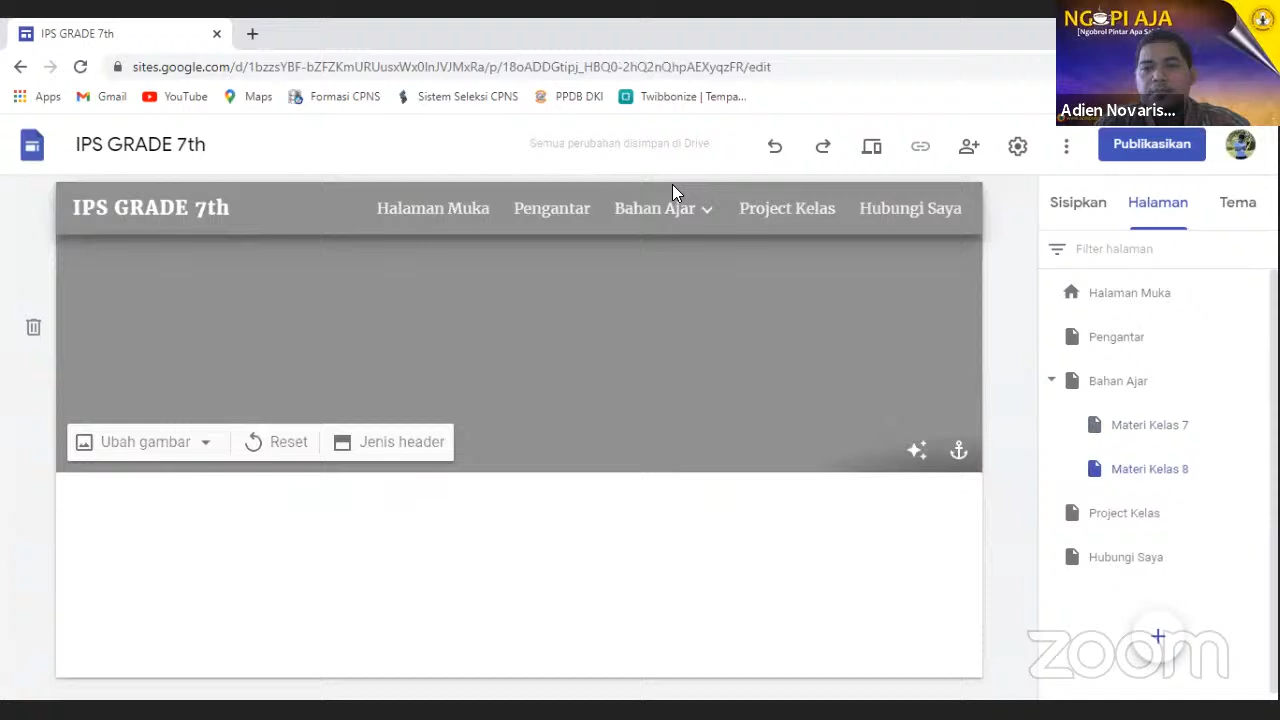 IPS GRADE 7th
sites.google.com/d/1bzzsYBF-bZFZKmURUusxWx0lnJVJMxRa/p/18oADDGtipj_HBQ0-2hQ2nQhpAEXyqzFR/edit
Apps Gmail YouTube Maps Formasi CPNS Sistem Seleksi CPNS PPDB DKI Twibbonize | Tempa...
NGOPI AJA
Adien Novaris...
IPS GRADE 7th
Semua perubahan disimpan di Drive
Publikasikan
IPS GRADE 7th
Halaman Muka Pengantar Bahan Ajar Project Kelas Hubungi Saya
Ubah gambar Reset Jenis header
Sisipkan Halaman Tema
Filter halaman
Halaman Muka
Pengantar
Bahan Ajar
Materi Kelas 7
Materi Kelas 8
Project Kelas
Hubungi Saya
zoom